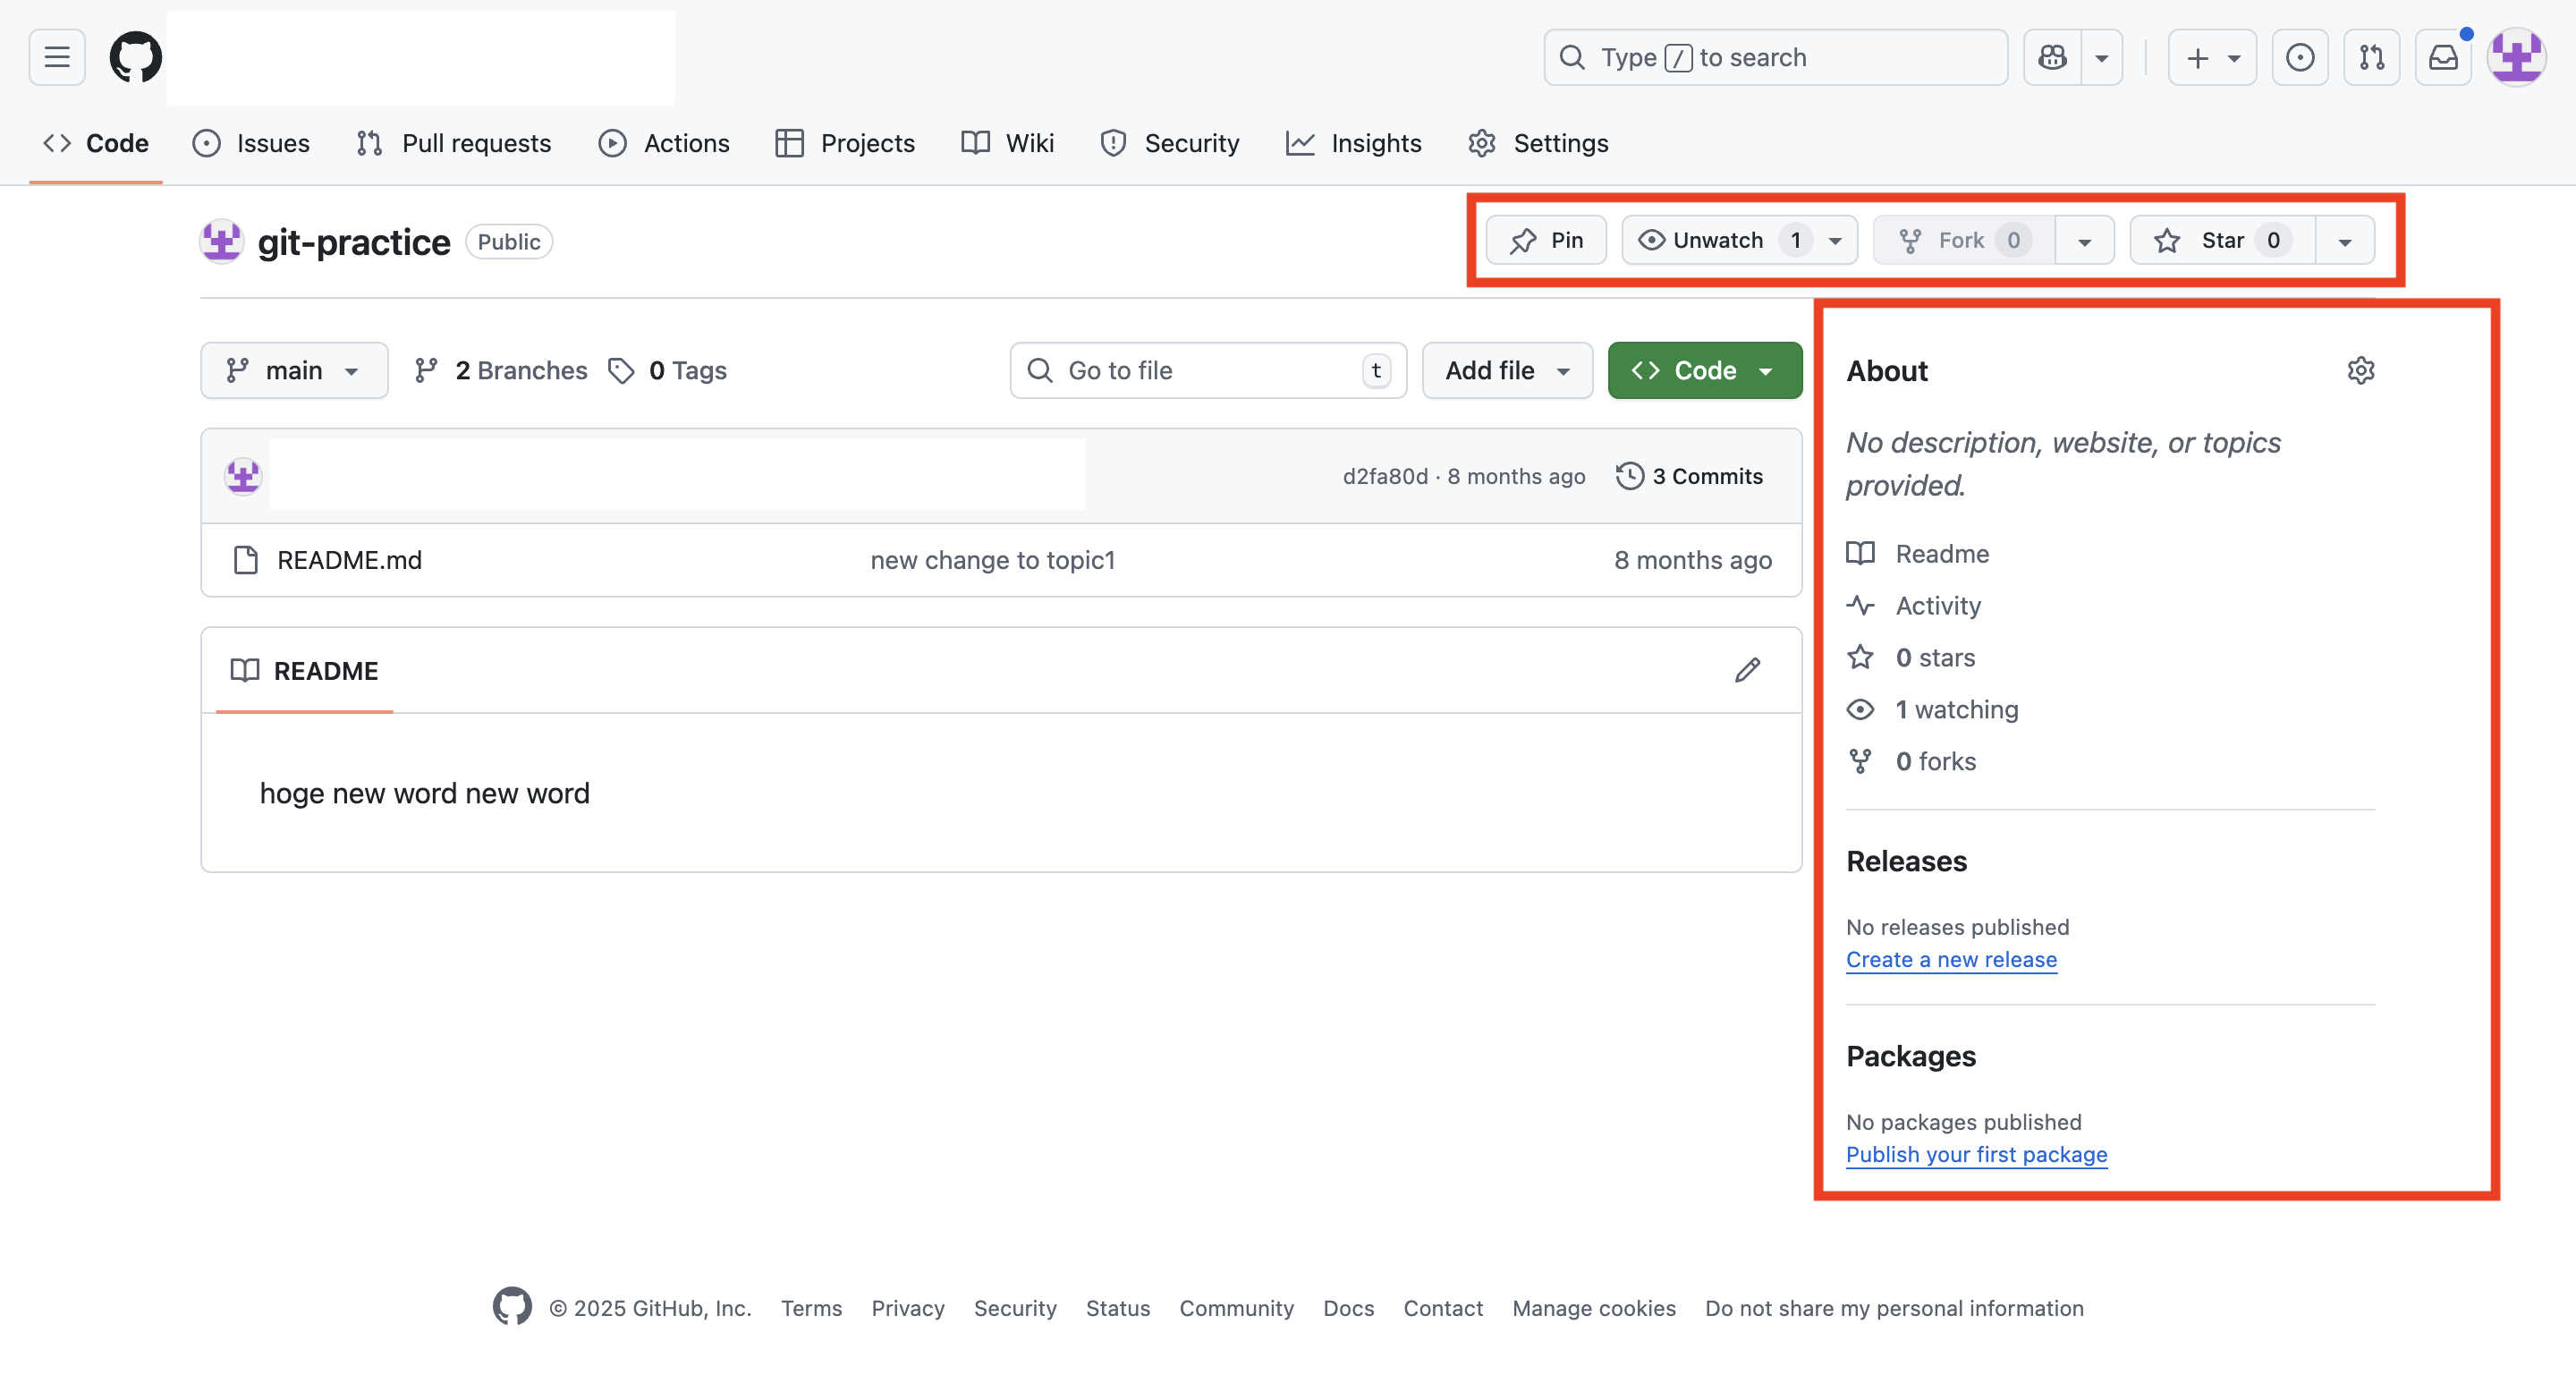 Type / to search
Code Issues Pull requests Actions Projects Wiki Security Insights Settings
git-practice Public
Pin Unwatch 1 Fork 0 Star 0
main 2 Branches 0 Tags Go to file t Add file Code
d2fa80d · 8 months ago 3 Commits
README.md new change to topic1 8 months ago
README
hoge new word new word
About
No description, website, or topics
provided.
Readme
Activity
0 stars
1 watching
0 forks
Releases
No releases published
Create a new release
Packages
No packages published
Publish your first package
© 2025 GitHub, Inc. Terms Privacy Security Status Community Docs Contact Manage cookies Do not share my personal information